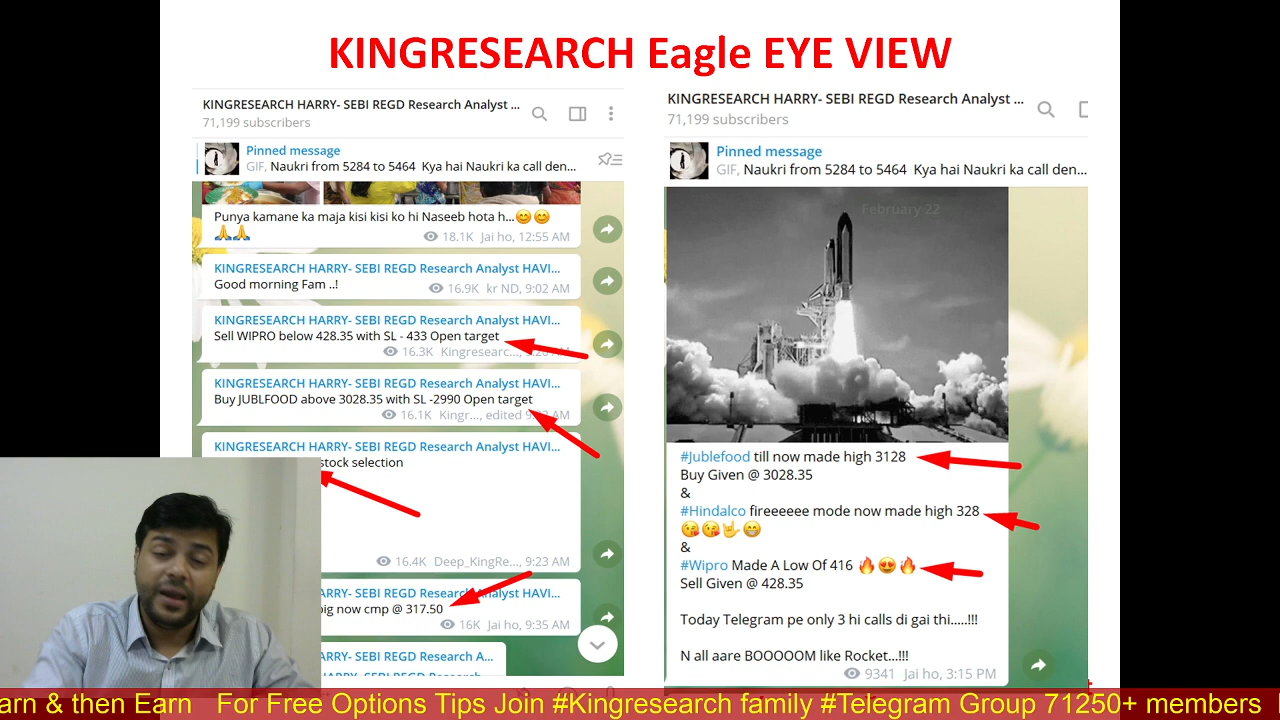 KINGRESEARCH Eagle EYE VIEW
KINGRESEARCH HARRY- SEBI REGD Research Analyst ...
71,199 subscribers
Pinned message
GIF, Naukri from 5284 to 5464 Kya hai Naukri ka call den...
Punya kamane ka maja kisi kisi ko hi Naseeb hota h...😊😊
🙏🙏
18.1K Jai ho, 12:55 AM
KINGRESEARCH HARRY- SEBI REGD Research Analyst HAVI...
Good morning Fam ..!
16.9K kr ND, 9:02 AM
KINGRESEARCH HARRY- SEBI REGD Research Analyst HAVI...
Sell WIPRO below 428.35 with SL - 433 Open target
16.3K Kingresearc...,
KINGRESEARCH HARRY- SEBI REGD Research Analyst HAVI...
Buy JUBLFOOD above 3028.35 with SL -2990 Open target
16.1K Kingr..., edited AM
KINGRESEARCH HARRY- SEBI REGD Research Analyst HAVI...
stock selection
16.4K Deep_KingRe..., 9:23 AM
ARRY- SEBI REGD Research Analyst HAVI...
big now cmp @ 317.50
16K Jai ho, 9:35 AM
ARRY- SEBI REGD Research A...
KINGRESEARCH HARRY- SEBI REGD Research Analyst ...
71,199 subscribers
Pinned message
GIF, Naukri from 5284 to 5464 Kya hai Naukri ka call den...
February 22
#Jublefood till now made high 3128
Buy Given @ 3028.35
&
#Hindalco fireeeeee mode now made high 328
😘😘🤟😁
&
#Wipro Made A Low Of 416 🔥😍🔥
Sell Given @ 428.35
Today Telegram pe only 3 hi calls di gai thi.....!!!
N all aare BOOOOOM like Rocket...!!!
9341 Jai ho, 3:15 PM
arn & then Earn For Free Options Tips Join #Kingresearch family #Telegram Group 71250+ members